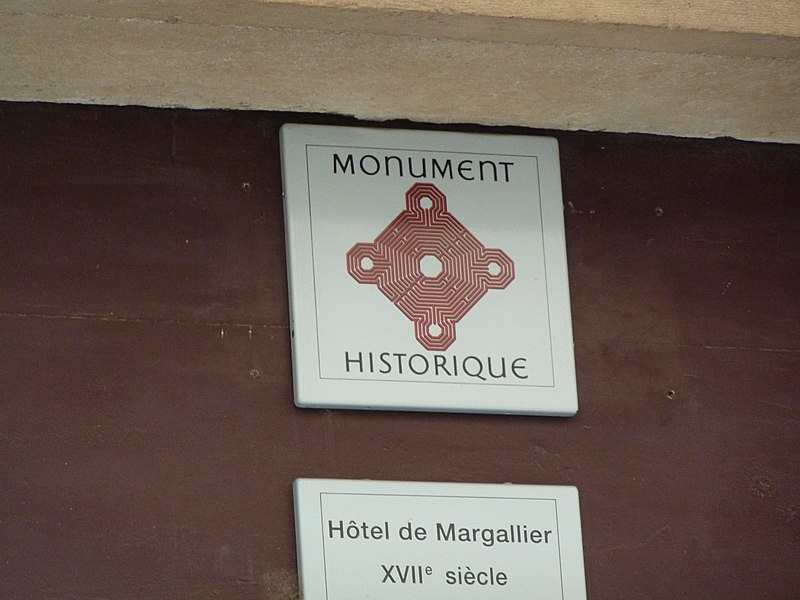 MONUMENT
HISTORIQUE
Hôtel de Margallier
XVIIe siècle